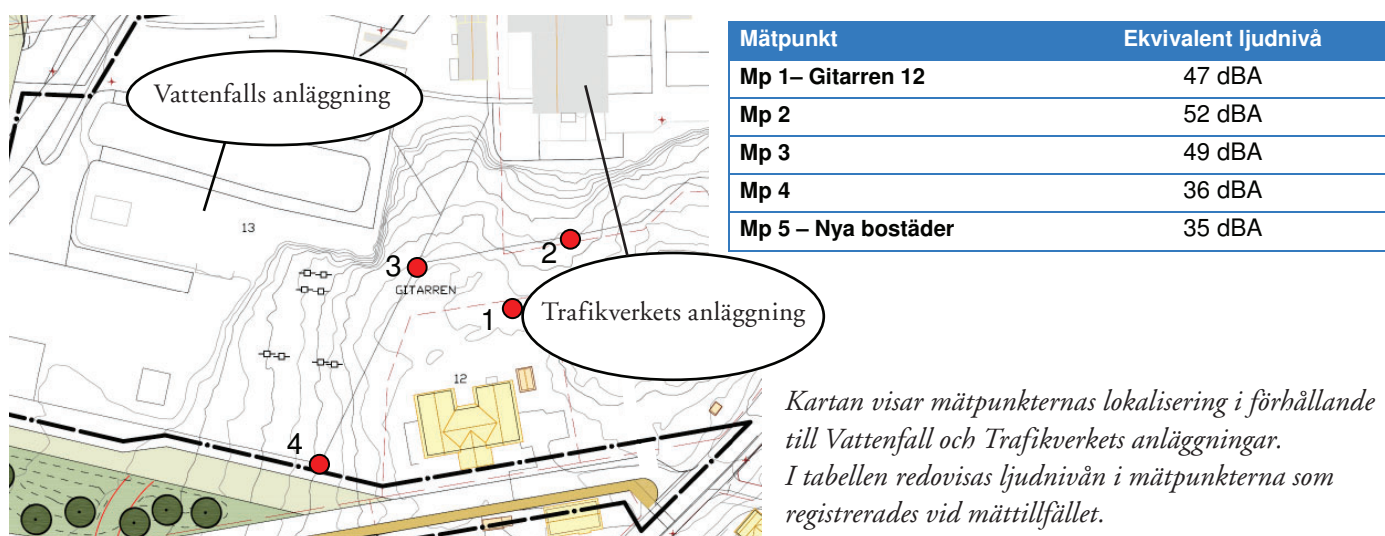 Vattenfalls anläggning
13
3
GITARREN
2
1
Trafikverkets anläggning
12
4
Mätpunkt Ekvivalent ljudnivå
Mp 1– Gitarren 12 47 dBA
Mp 2 52 dBA
Mp 3 49 dBA
Mp 4 36 dBA
Mp 5 – Nya bostäder 35 dBA
Kartan visar mätpunkternas lokalisering i förhållande
till Vattenfall och Trafikverkets anläggningar.
I tabellen redovisas ljudnivån i mätpunkterna som
registrerades vid mättillfället.